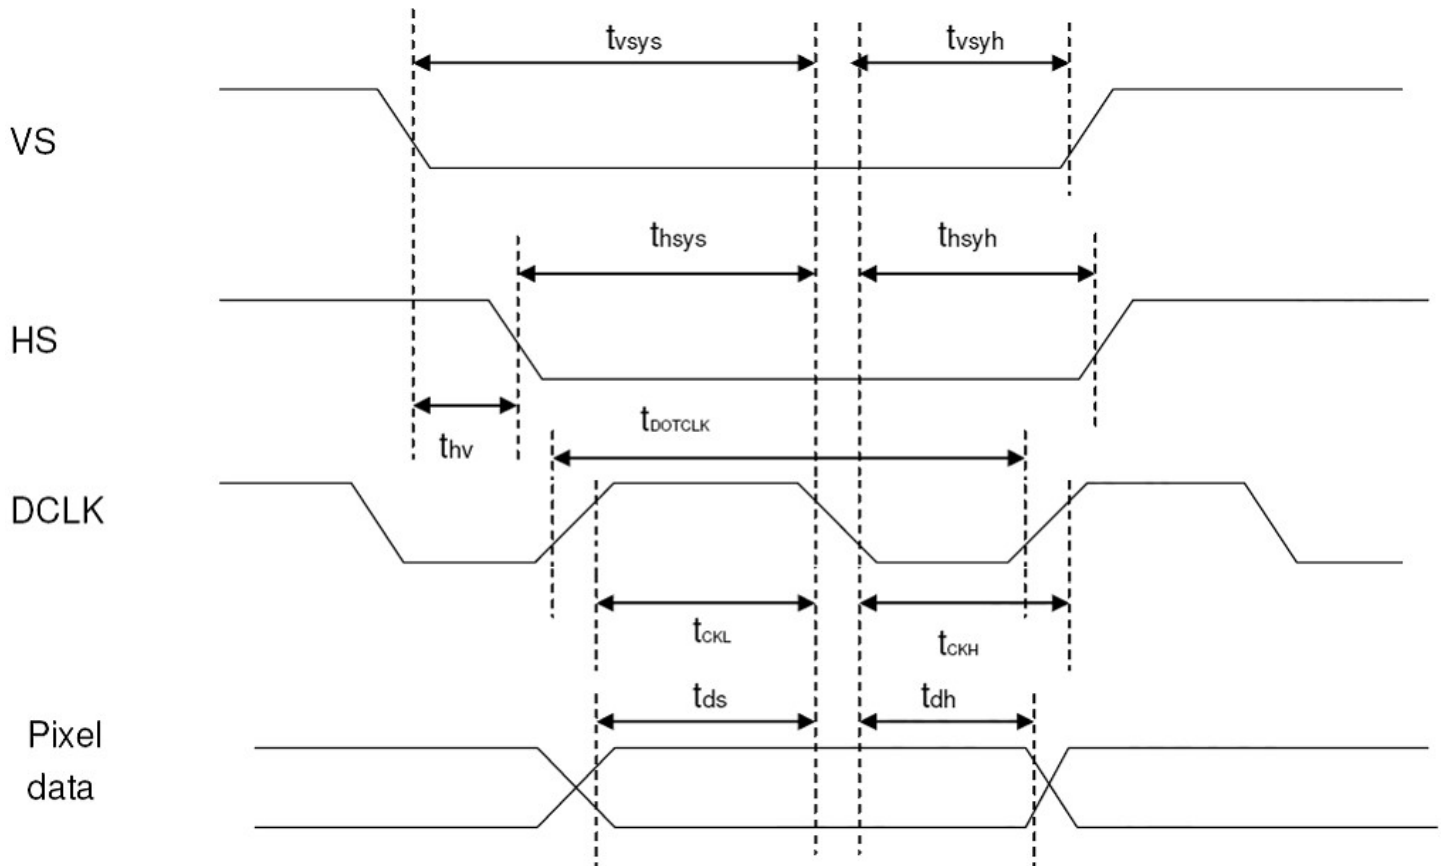 tvsys tvsyh
VS
thsys thsyh
HS
tDOTCLK
thv
DCLK
tCKL
tCKH
tds tdh
Pixel
data